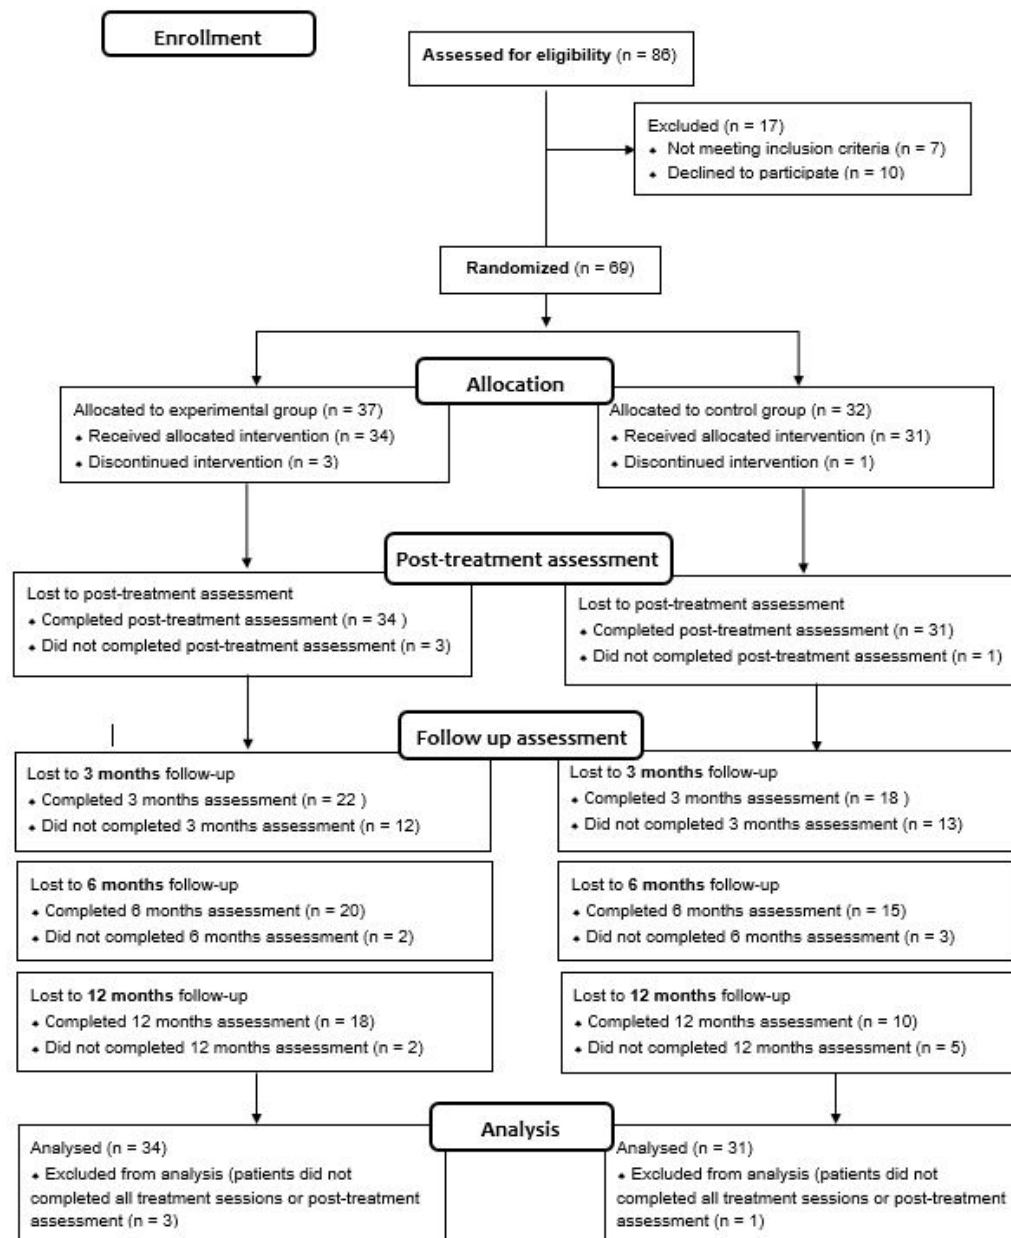 Enrollment
Assessed for eligibility (n = 86)
Excluded (n = 17)
• Not meeting inclusion criteria (n = 7)
• Declined to participate (n = 10)
Randomized (n = 69)
Allocation
Allocated to experimental group (n = 37)
• Received allocated intervention (n = 34)
• Discontinued intervention (n = 3)
Allocated to control group (n = 32)
• Received allocated intervention (n = 31)
• Discontinued intervention (n = 1)
Post-treatment assessment
Lost to post-treatment assessment
• Completed post-treatment assessment (n = 34 )
• Did not completed post-treatment assessment (n = 3)
Lost to post-treatment assessment
• Completed post-treatment assessment (n = 31)
• Did not completed post-treatment assessment (n = 1)
Follow up assessment
Lost to 3 months follow-up
• Completed 3 months assessment (n = 22 )
• Did not completed 3 months assessment (n = 12)
Lost to 3 months follow-up
• Completed 3 months assessment (n = 18 )
• Did not completed 3 months assessment (n = 13)
Lost to 6 months follow-up
• Completed 6 months assessment (n = 20)
• Did not completed 6 months assessment (n = 2)
Lost to 6 months follow-up
• Completed 6 months assessment (n = 15)
• Did not completed 6 months assessment (n = 3)
Lost to 12 months follow-up
• Completed 12 months assessment (n = 18)
• Did not completed 12 months assessment (n = 2)
Lost to 12 months follow-up
• Completed 12 months assessment (n = 10)
• Did not completed 12 months assessment (n = 5)
Analysis
Analysed (n = 34)
• Excluded from analysis (patients did not
completed all treatment sessions or post-treatment
assessment (n = 3)
Analysed (n = 31)
• Excluded from analysis (patients did not
completed all treatment sessions or post-treatment
assessment (n = 1)